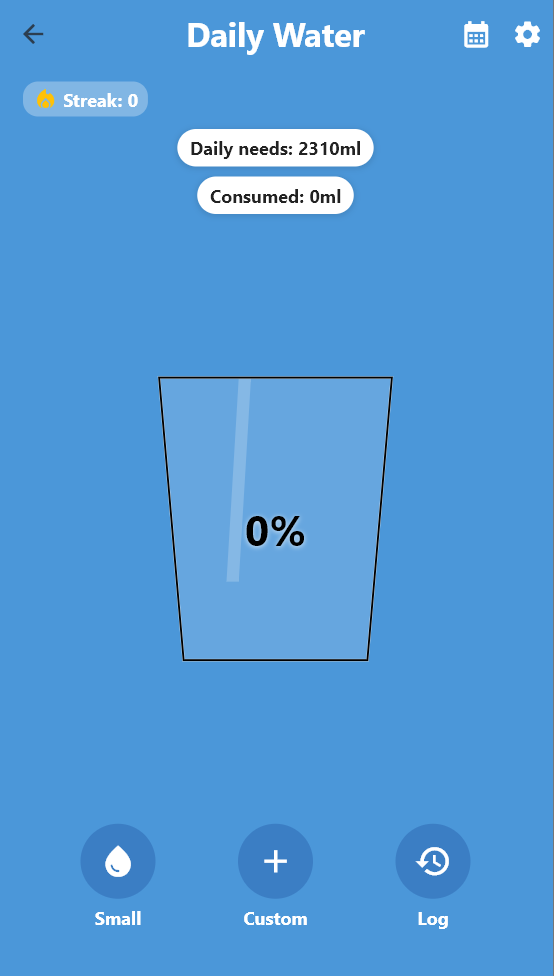 Daily Water
Streak: 0
Daily needs: 2310ml
Consumed: 0ml
0%
Small
Custom
Log